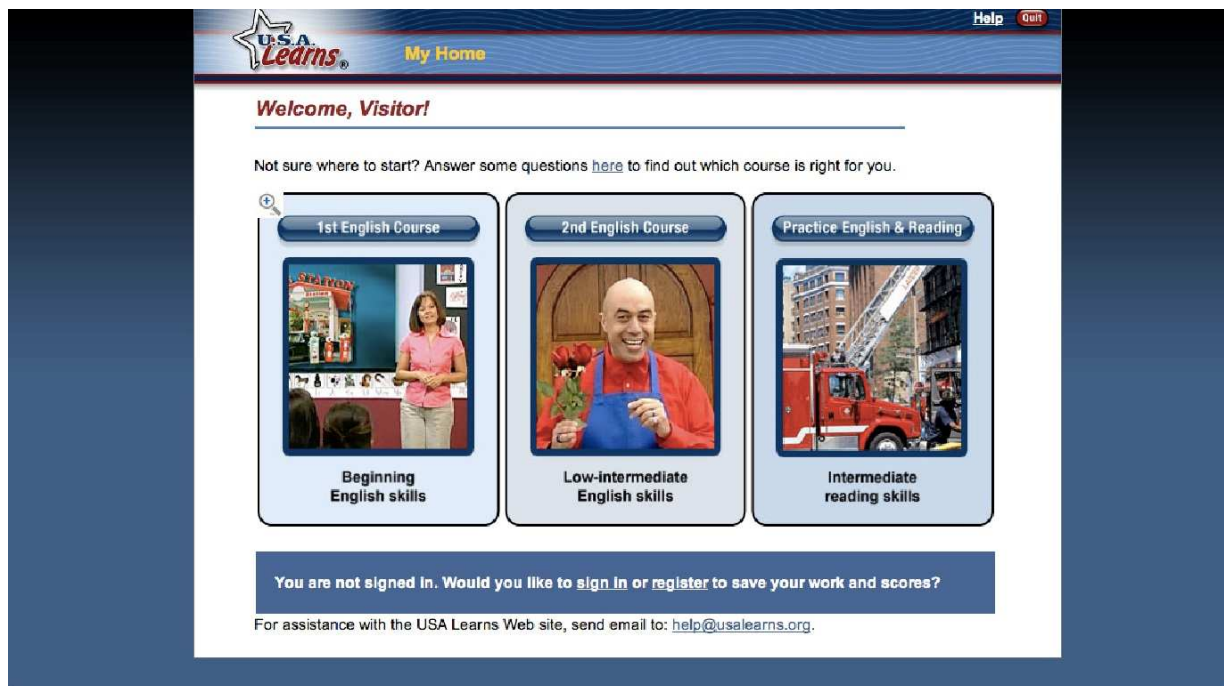 Help Quit
U.S.A.
Learns®
My Home
Welcome, Visitor!
Not sure where to start? Answer some questions here to find out which course is right for you.
1st English Course
2nd English Course
Practice English & Reading
STATION
Beginning
English skills
Low-intermediate
English skills
Intermediate
reading skills
You are not signed in. Would you like to sign in or register to save your work and scores?
For assistance with the USA Learns Web site, send email to: help@usalearns.org.